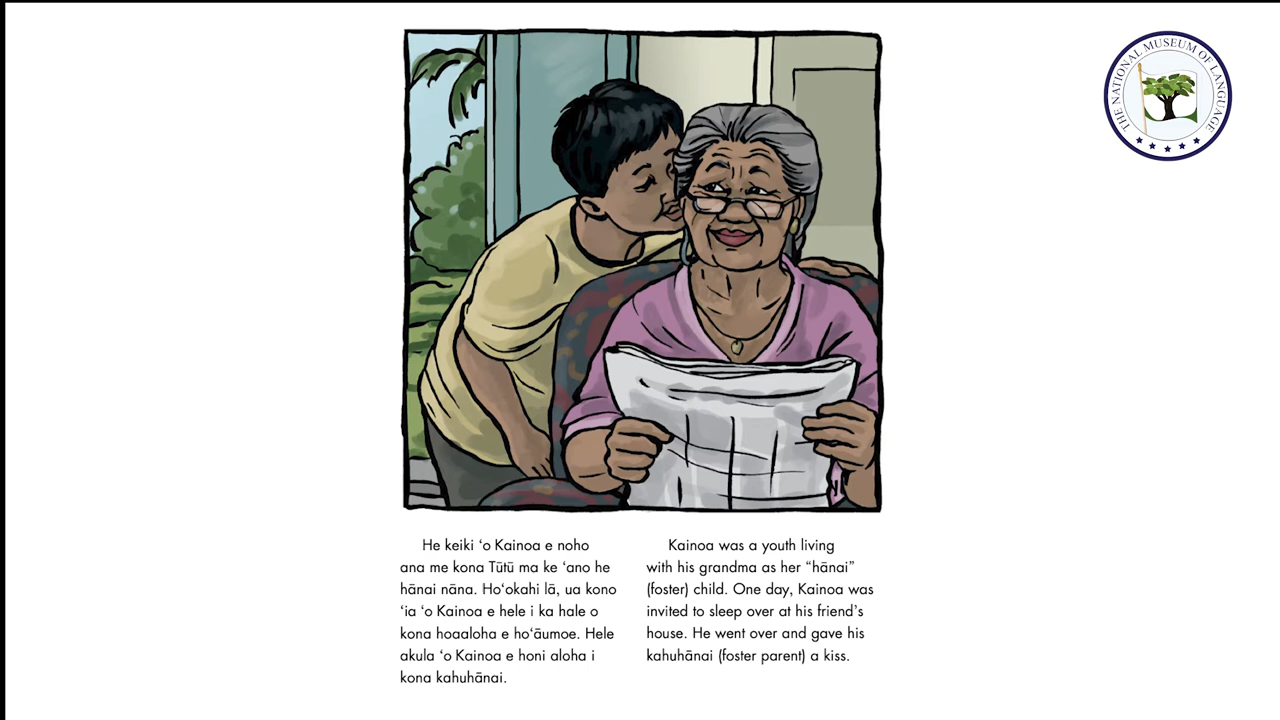 THE NATIONAL MUSEUM OF LANGUAGE
He keiki ʻo Kainoa e noho
ana me kona Tūtū ma ke ʻano he
hānai nāna. Hoʻokahi lā, ua kono
ʻia ʻo Kainoa e hele i ka hale o
kona hoaaloha e hoʻāumoe. Hele
akula ʻo Kainoa e honi aloha i
kona kahuhānai.
Kainoa was a youth living
with his grandma as her “hānai”
(foster) child. One day, Kainoa was
invited to sleep over at his friend’s
house. He went over and gave his
kahuhānai (foster parent) a kiss.